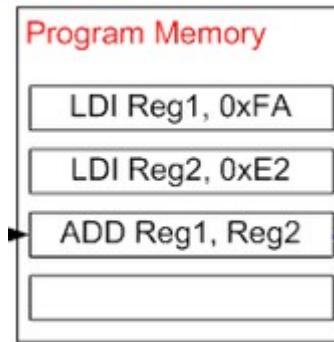 Program Memory
LDI Reg1, 0xFA
LDI Reg2, 0xE2
ADD Reg1, Reg2